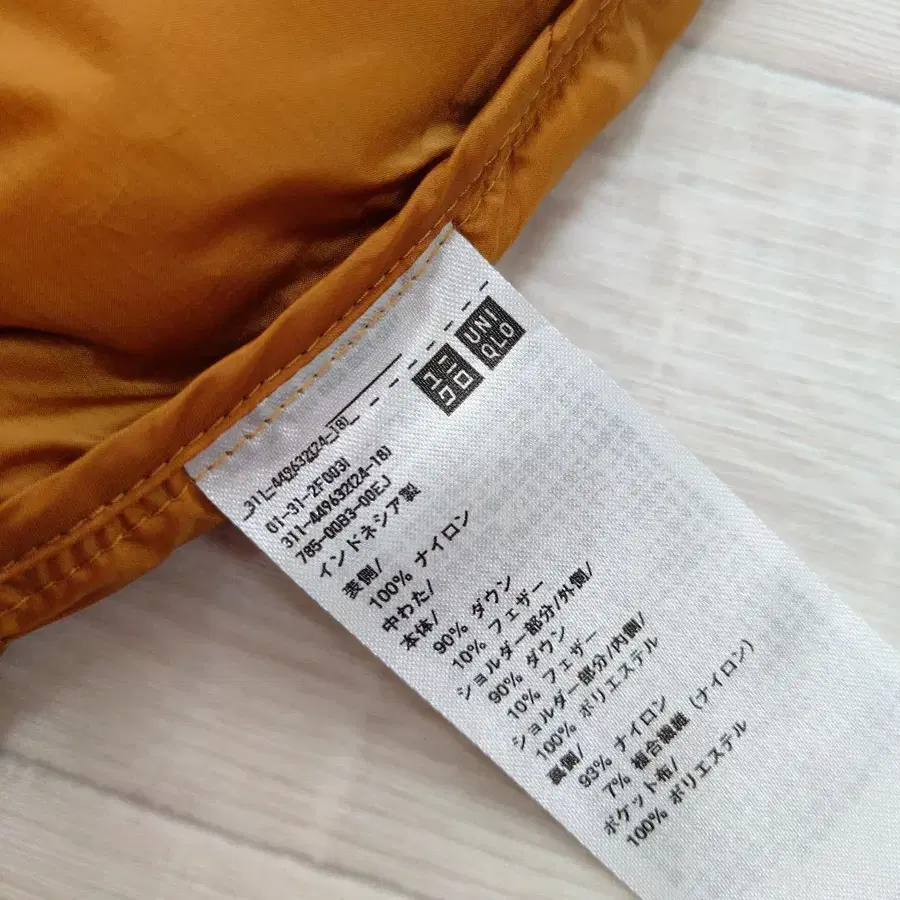 ユニクロ
UNIQLO
311-449632(24-18)
01-31-2F003I
311-449632(24-18)
785-00B3-00EJ
インドネシア製
表側/
100% ナイロン
中わた/
本体/
90% ダウン
10% フェザー
ショルダー部分/外側/
90% ダウン
10% フェザー
ショルダー部分/内側/
100% ポリエステル
裏側/
93% ナイロン
7% 複合繊維 (ナイロン)
ポケット布/
100% ポリエステル